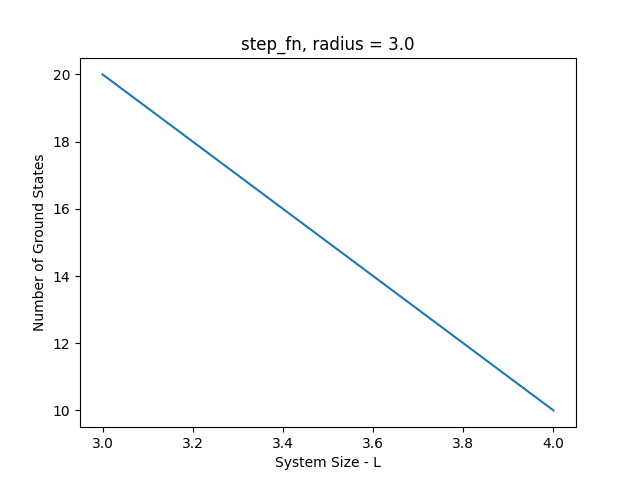 step_fn, radius = 3.0
Number of Ground States
20
18
16
14
12
10
3.0 3.2 3.4 3.6 3.8 4.0
System Size - L